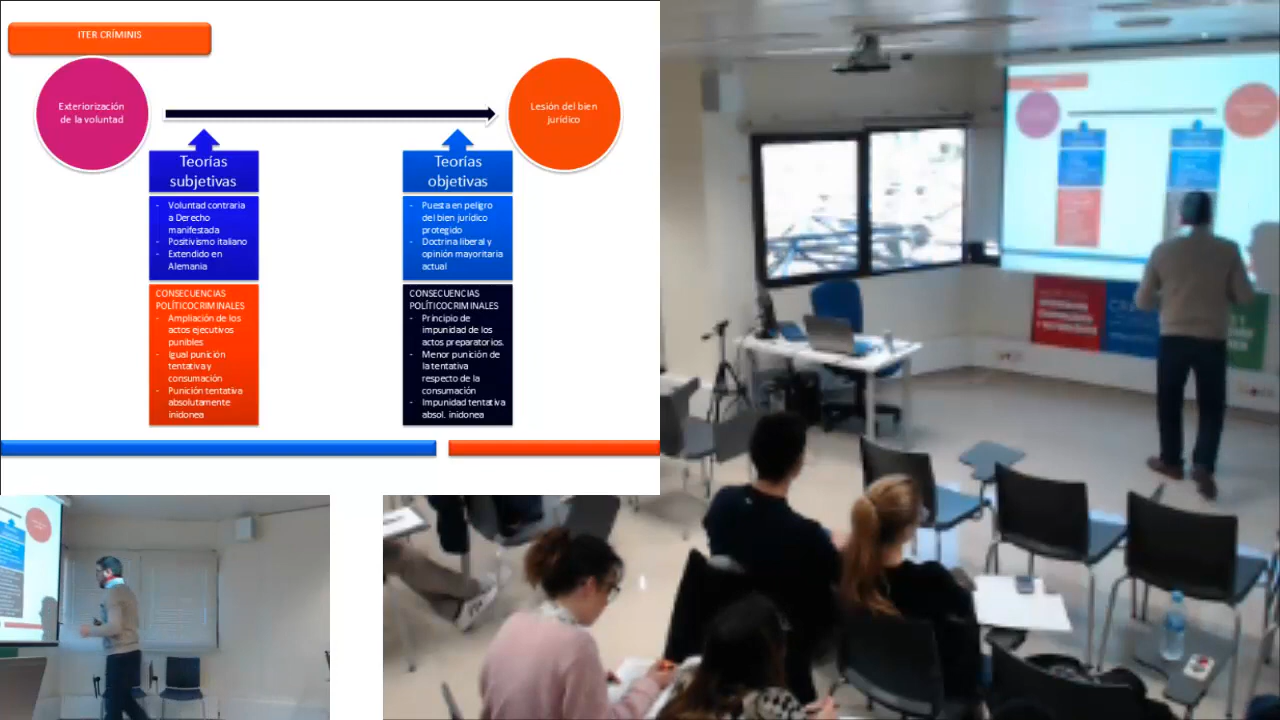 ITER CRÍMINIS
Exteriorización
de la voluntad
Lesión del bien
jurídico
Teorías
subjetivas
- Voluntad contraria
a Derecho
manifestada
- Positivismo italiano
- Extendido en
Alemania
CONSECUENCIAS
POLÍTICOCRIMINALES
- Ampliación de los
actos ejecutivos
punibles
- Igual punición
tentativa y
consumación
- Punición tentativa
absolutamente
inidonea
Teorías
objetivas
- Puesta en peligro
del bien jurídico
protegido
- Doctrina liberal y
opinión mayoritaria
actual
CONSECUENCIAS
POLÍTICOCRIMINALES
- Principio de
impunidad de los
actos preparatorios.
- Menor punición de
la tentativa
respecto de la
consumación
- Impunidad tentativa
absol. inidonea